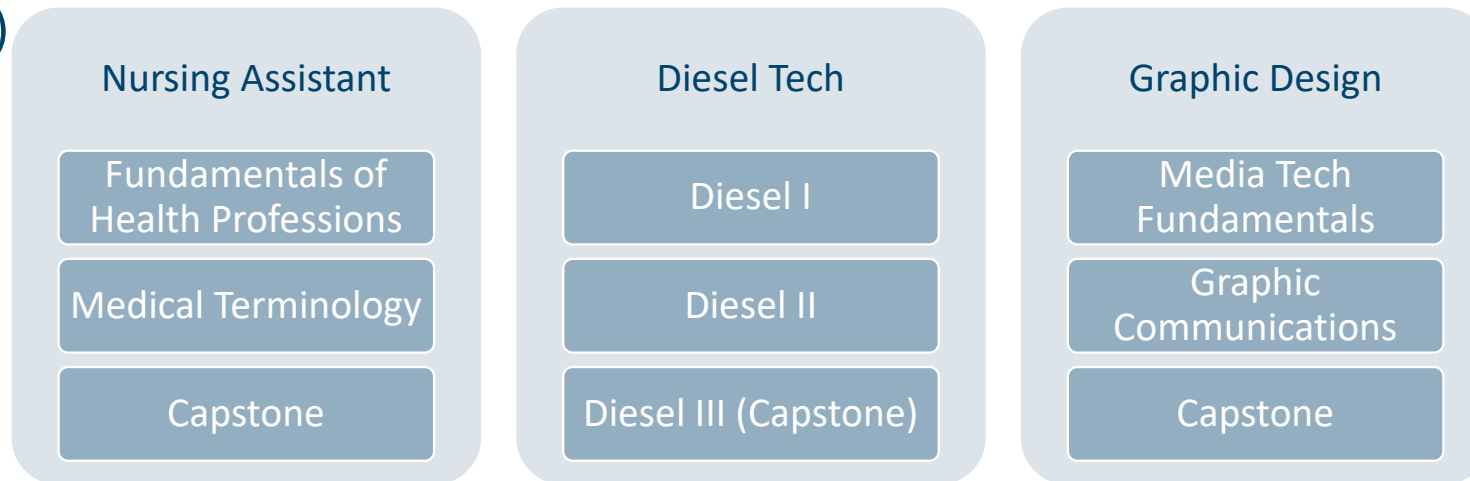 )
Nursing Assistant
Fundamentals of
Health Professions
Medical Terminology
Capstone
Diesel Tech
Diesel I
Diesel II
Diesel III (Capstone)
Graphic Design
Media Tech
Fundamentals
Graphic
Communications
Capstone